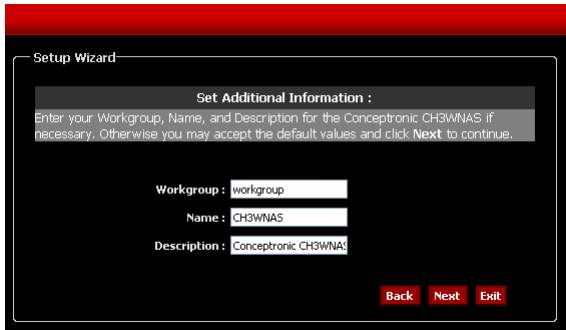 Setup Wizard
Set Additional Information :
Enter your Workgroup, Name, and Description for the Conceptronic CH3WNAS if
necessary. Otherwise you may accept the default values and click Next to continue.
Workgroup : workgroup
Name : CH3WNAS
Description : Conceptronic CH3WNAS
Back Next Exit